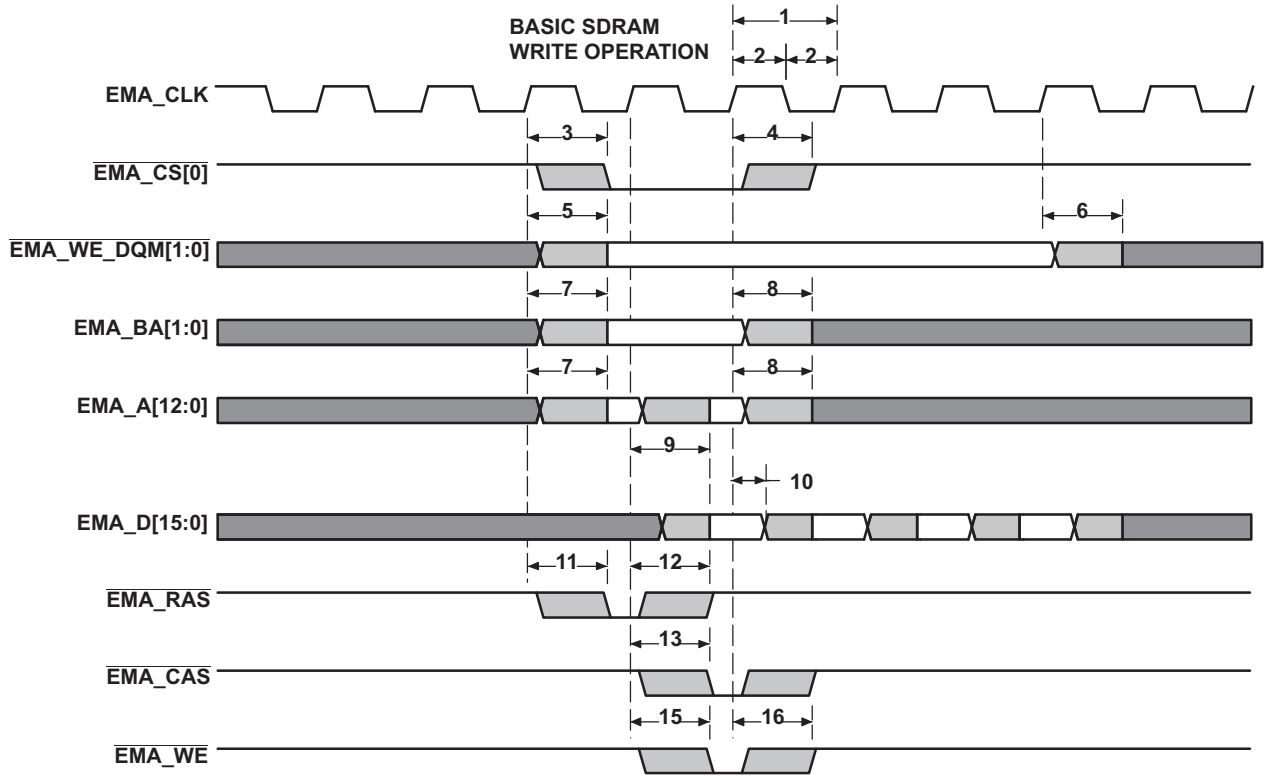 BASIC SDRAM
WRITE OPERATION
1
2 2
EMA_CLK
3 4
EMA_CS[0]
5 6
EMA_WE_DQM[1:0]
7 8
EMA_BA[1:0]
7 8
EMA_A[12:0]
9
10
EMA_D[15:0]
11 12
EMA_RAS
13
EMA_CAS
15 16
EMA_WE